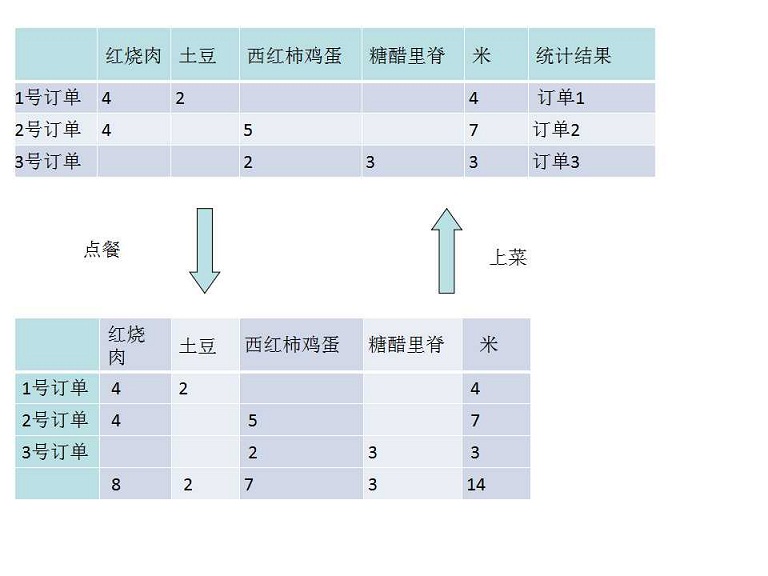 红烧肉 土豆 西红柿鸡蛋 糖醋里脊 米 统计结果
1号订单 4 2 4 订单1
2号订单 4 5 7 订单2
3号订单 2 3 3 订单3
点餐
上菜
红烧
肉 土豆 西红柿鸡蛋 糖醋里脊 米
1号订单 4 2 4
2号订单 4 5 7
3号订单 2 3 3
8 2 7 3 14